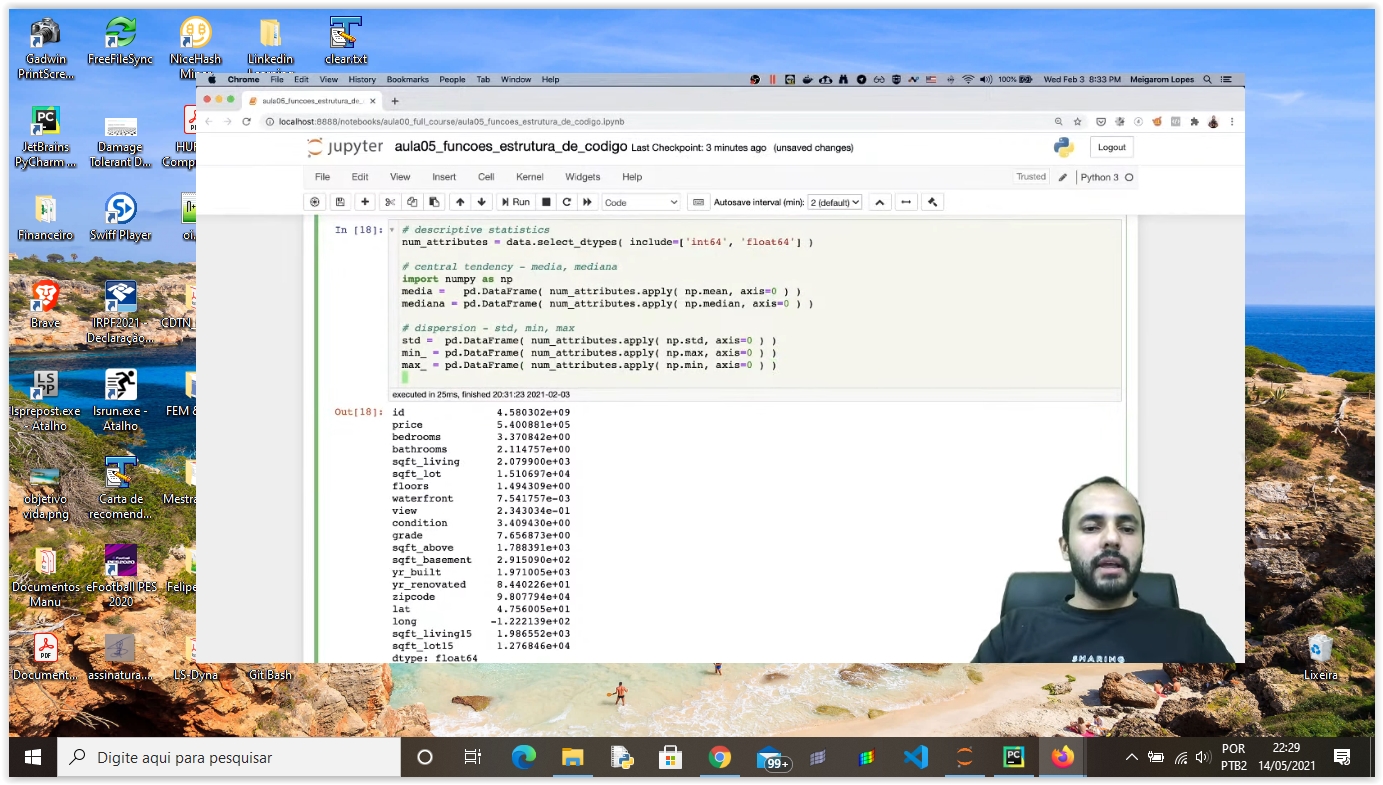 Gadwin
PrintScre...
FreeFileSync
NiceHash
Linkedin
clear.txt
Chrome File Edit View History Bookmarks People Tab Window Help
100%
Wed Feb 3 8:33 PM Meigarom Lopes
aula05_funcoes_estrutura_de_
localhost:8888/notebooks/aula00_full_course/aula05_funcoes_estrutura_de_codigo.ipynb
JetBrains
PyCharm ...
Damage
Tolerant D...
jupyter aula05_funcoes_estrutura_de_codigo Last Checkpoint: 3 minutes ago (unsaved changes)
Logout
File Edit View Insert Cell Kernel Widgets Help
Trusted
Python 3
Run
Code
Autosave interval (min): 2 (default)
Financeiro
Swiff Player
oi.
In [18]:
# descriptive statistics
num_attributes = data.select_dtypes( include=['int64', 'float64'] )
# central tendency - media, mediana
import numpy as np
media =   pd.DataFrame( num_attributes.apply( np.mean, axis=0 ) )
mediana = pd.DataFrame( num_attributes.apply( np.median, axis=0 ) )
# dispersion - std, min, max
std =  pd.DataFrame( num_attributes.apply( np.std, axis=0 ) )
min_ = pd.DataFrame( num_attributes.apply( np.max, axis=0 ) )
max_ = pd.DataFrame( num_attributes.apply( np.min, axis=0 ) )
executed in 25ms, finished 20:31:23 2021-02-03
Brave
IRPF2021 -
Declaração...
CDTN_
Out[18]:
id 4.580302e+09
price 5.400881e+05
bedrooms 3.370842e+00
bathrooms 2.114757e+00
sqft_living 2.079900e+03
sqft_lot 1.510697e+04
floors 1.494309e+00
waterfront 7.541757e-03
view 2.343034e-01
condition 3.409430e+00
grade 7.656873e+00
sqft_above 1.788391e+03
sqft_basement 2.915090e+02
yr_built 1.971005e+03
yr_renovated 8.440226e+01
zipcode 9.807794e+04
lat 4.756005e+01
long -1.222139e+02
sqft_living15 1.986552e+03
sqft_lot15 1.276846e+04
dtype: float64
lsprepost.exe
- Atalho
lsrun.exe -
Atalho
FEM &
objetivo
vida.png
Carta de
recomend...
Mestra
Documentos
Manu
eFootball PES
2020
Felipe
SHARING
Document...
assinatura....
LS-Dyna
Git Bash
Lixeira
Digite aqui para pesquisar
99+
POR
PTB2
22:29
14/05/2021